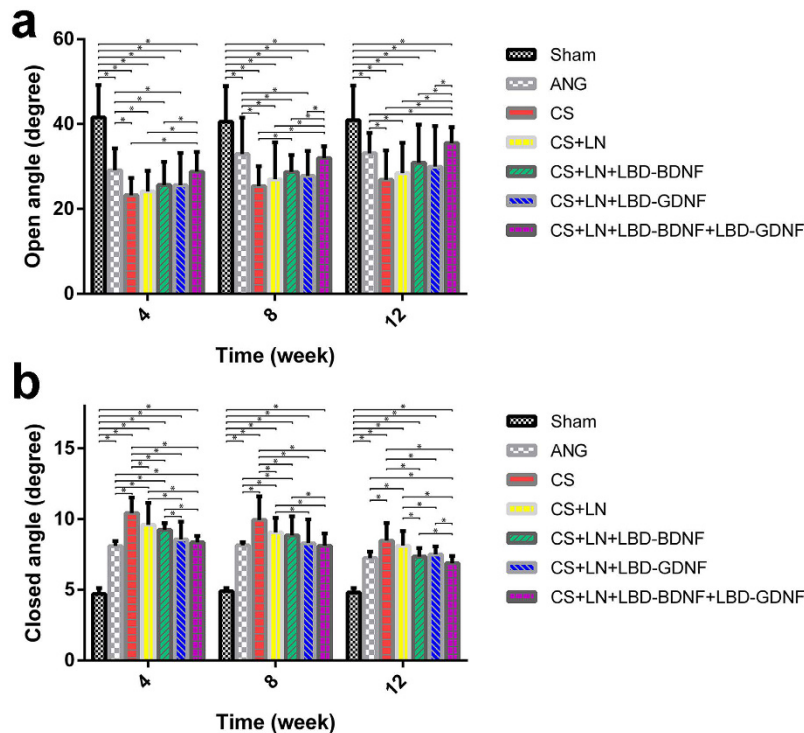 a
Open angle (degree)
60
40
20
0
4
8
12
Time (week)
Sham
ANG
CS
CS+LN
CS+LN+LBD-BDNF
CS+LN+LBD-GDNF
CS+LN+LBD-BDNF+LBD-GDNF
b
Closed angle (degree)
15
10
5
0
4
8
12
Time (week)
Sham
ANG
CS
CS+LN
CS+LN+LBD-BDNF
CS+LN+LBD-GDNF
CS+LN+LBD-BDNF+LBD-GDNF